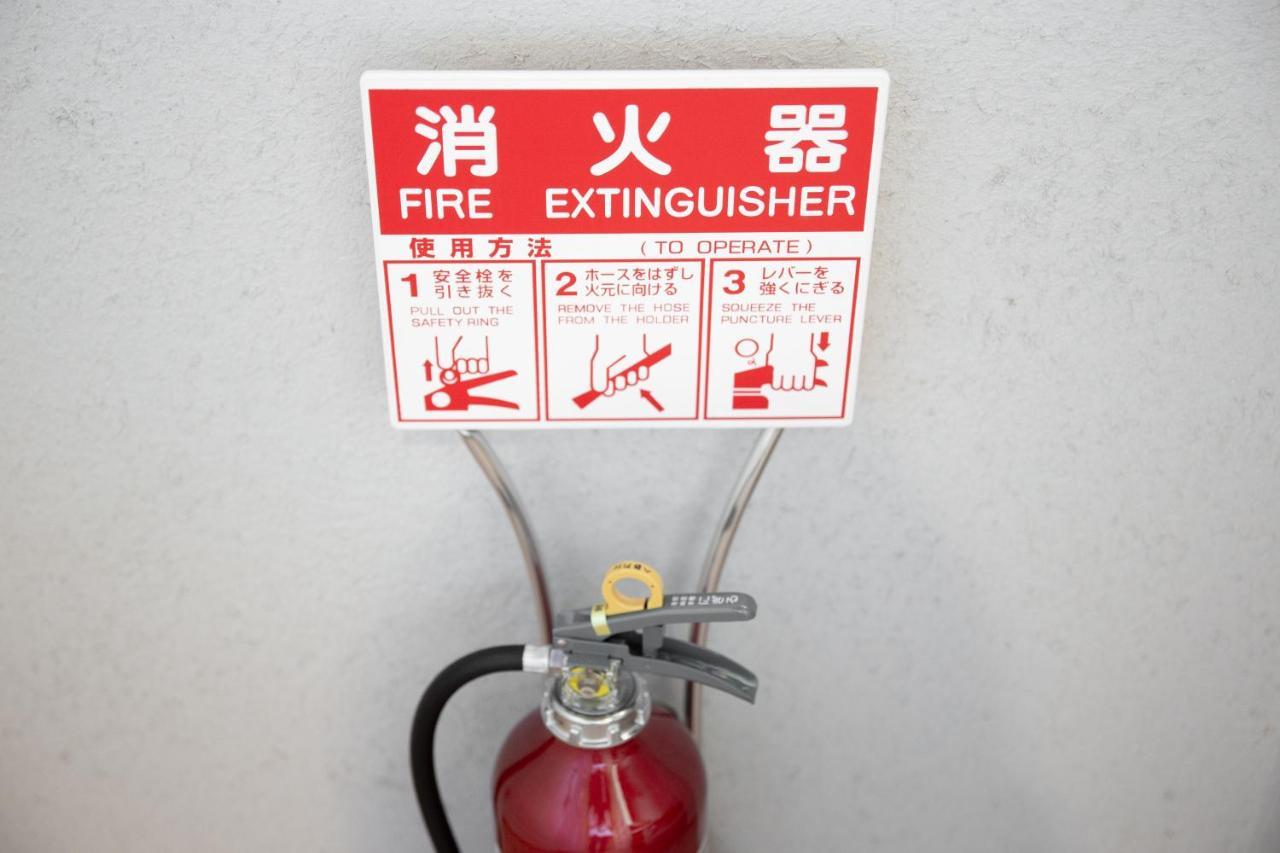 消火器
FIRE EXTINGUISHER
使用方法 (TO OPERATE)
1 安全栓を
引き抜く
PULL OUT THE
SAFETY RING
2 ホースをはずし
火元に向ける
REMOVE THE HOSE
FROM THE HOLDER
3 レバーを
強くにぎる
SQUEEZE THE
PUNCTURE LEVER